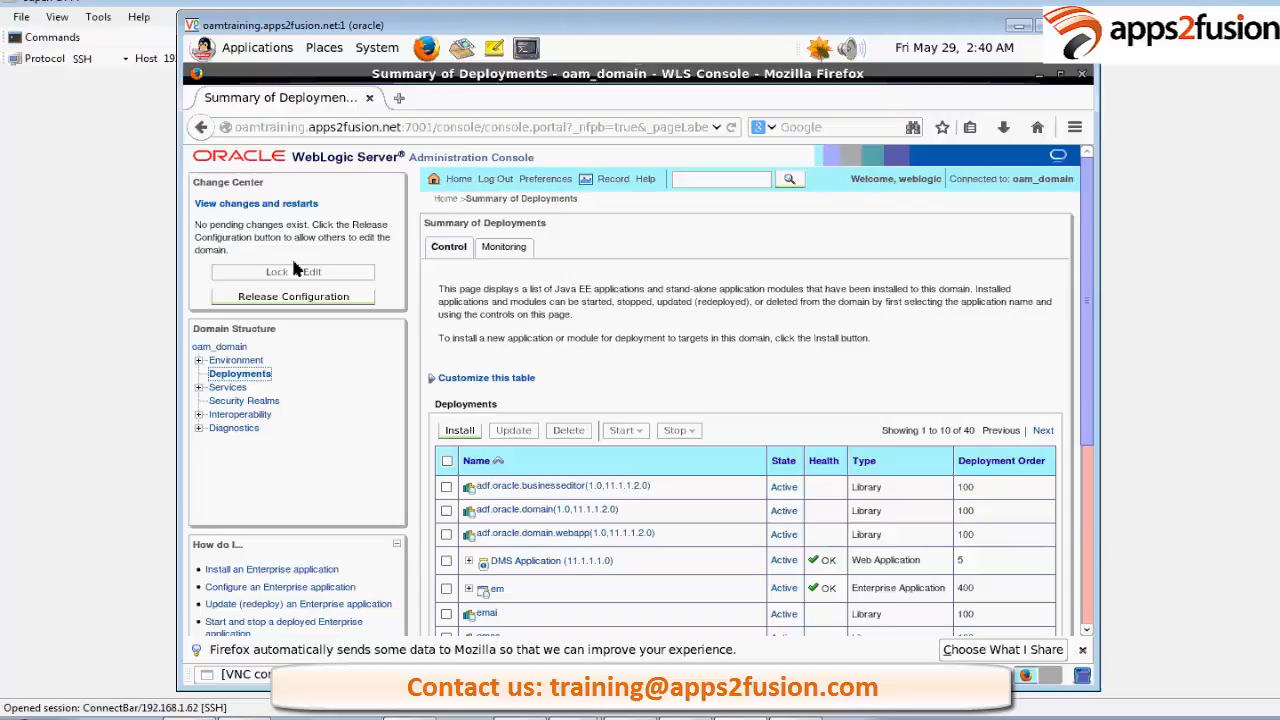 View Tools Help
apps2fusion
Commands
Protocol SSH Host 19
oamtraining.apps2fusion.net:1 (oracle)
Applications Places System Fri May 29, 2:40 AM
Summary of Deployments - oam_domain - WLS Console - Mozilla Firefox
Summary of Deploymen...
oamtraining.apps2fusion.net:7001/console/console.portal?_nfpb=true&_pageLabe Google
ORACLE WebLogic Server® Administration Console
Change Center
View changes and restarts
No pending changes exist. Click the Release
Configuration button to allow others to edit the
domain.
Lock Edit
Release Configuration
Domain Structure
oam_domain
Environment
Deployments
Services
Security Realms
Interoperability
Diagnostics
How do I...
Install an Enterprise application
Configure an Enterprise application
Update (redeploy) an Enterprise application
Start and stop a deployed Enterprise
application
Home Log Out Preferences Record Help Welcome, weblogic Connected to: oam_domain
Home >Summary of Deployments
Summary of Deployments
Control Monitoring
This page displays a list of Java EE applications and stand-alone application modules that have been installed to this domain. Installed
applications and modules can be started, stopped, updated (redeployed), or deleted from the domain by first selecting the application name and
using the controls on this page.
To install a new application or module for deployment to targets in this domain, click the Install button.
Customize this table
Deployments
Install Update Delete Start Stop Showing 1 to 10 of 40 Previous Next
Name State Health Type Deployment Order
adf.oracle.businesseditor(1.0,11.1.1.2.0) Active Library 100
adf.oracle.domain(1.0,11.1.1.2.0) Active Library 100
adf.oracle.domain.webapp(1.0,11.1.1.2.0) Active Library 100
DMS Application (11.1.1.1.0) Active OK Web Application 5
em Active OK Enterprise Application 400
emai Active Library 100
Firefox automatically sends some data to Mozilla so that we can improve your experience. Choose What I Share
[VNC co
Contact us: training@apps2fusion.com
Opened session: ConnectBar/192.168.1.62 [SSH]